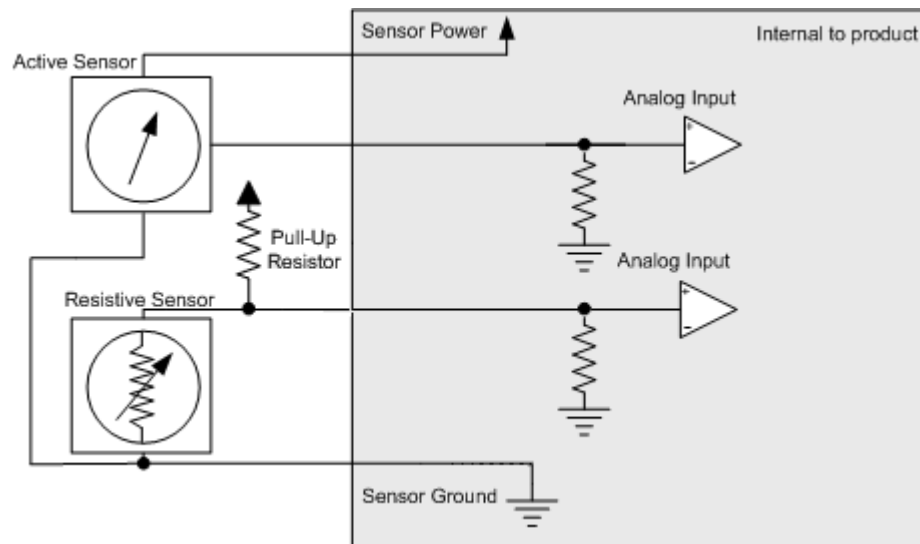 Sensor Power
Internal to product
Active Sensor
Analog Input
+
-
Pull-Up
Resistor
Analog Input
+
-
Resistive Sensor
Sensor Ground